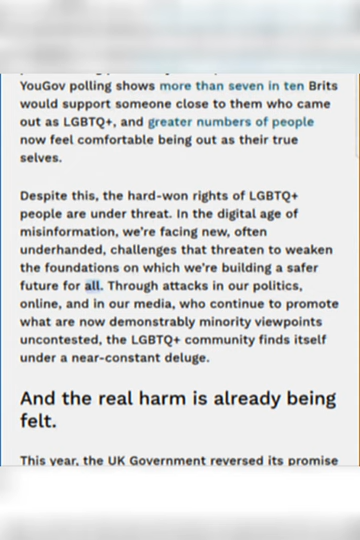 YouGov polling shows more than seven in ten Brits
would support someone close to them who came
out as LGBTQ+, and greater numbers of people
now feel comfortable being out as their true
selves.
Despite this, the hard-won rights of LGBTQ+
people are under threat. In the digital age of
misinformation, we're facing new, often
underhanded, challenges that threaten to weaken
the foundations on which we're building a safer
future for all. Through attacks in our politics,
online, and in our media, who continue to promote
what are now demonstrably minority viewpoints
uncontested, the LGBTQ+ community finds itself
under a near-constant deluge.
And the real harm is already being
felt.
This year, the UK Government reversed its promise